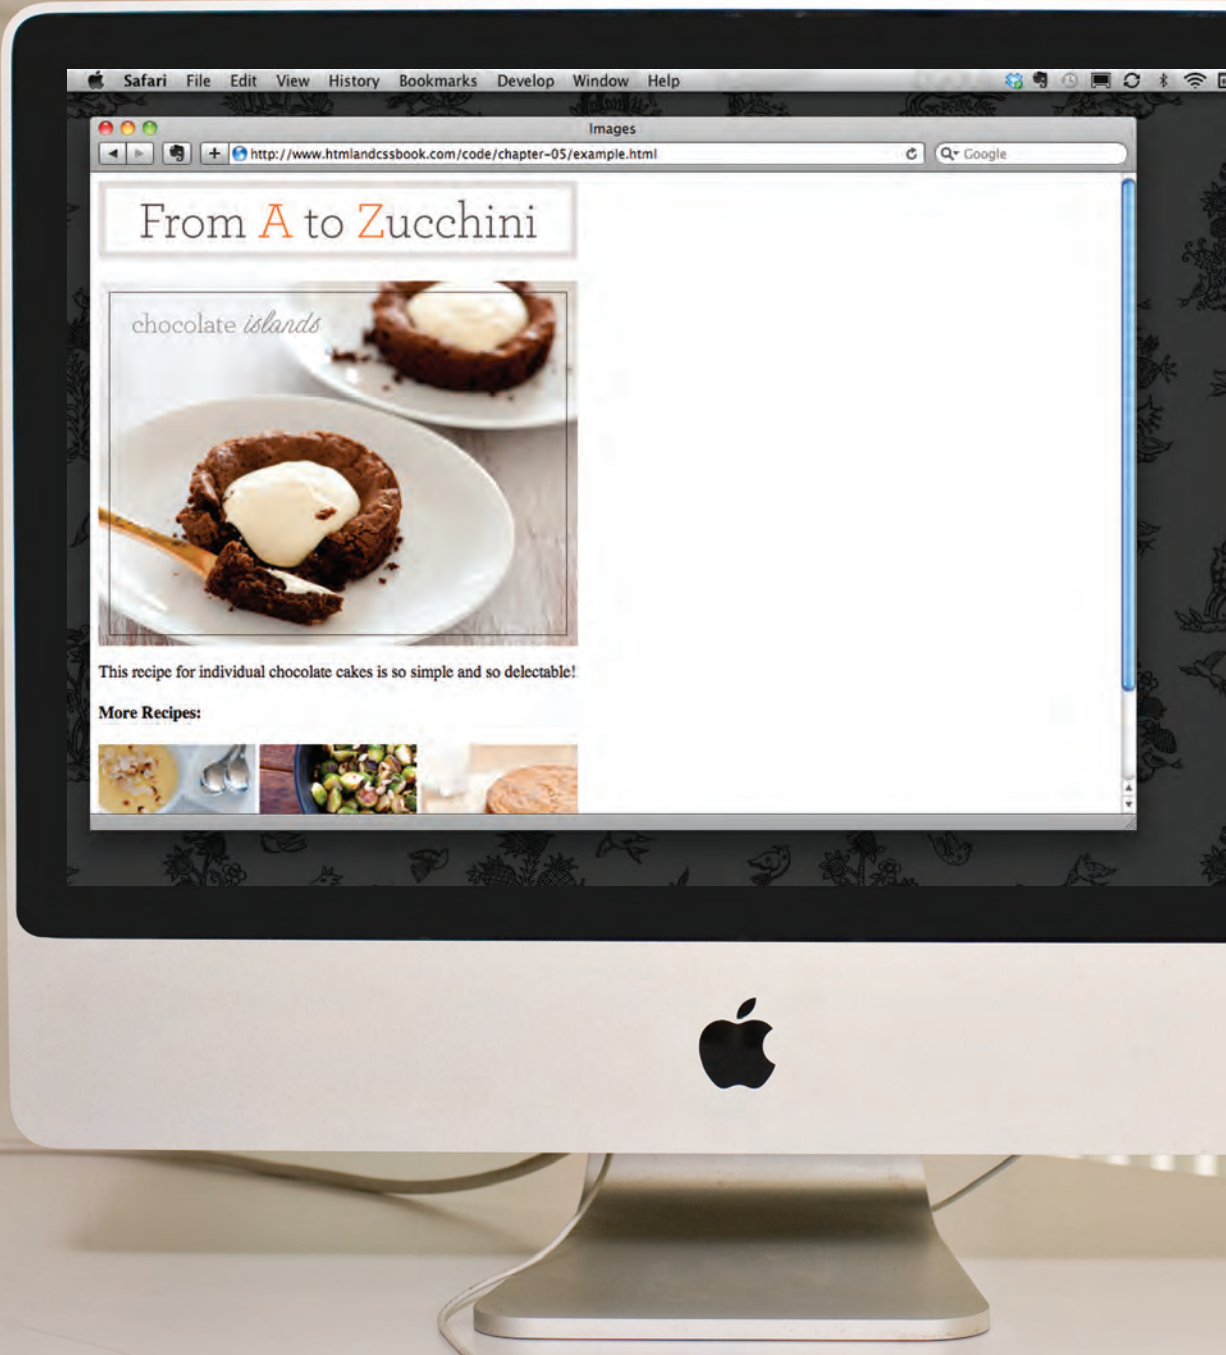 Safari File Edit View History Bookmarks Develop Window Help
Images
http://www.htmlandcssbook.com/code/chapter-05/example.html
Google
From A to Zucchini
chocolate islands
This recipe for individual chocolate cakes is so simple and so delectable!
More Recipes: